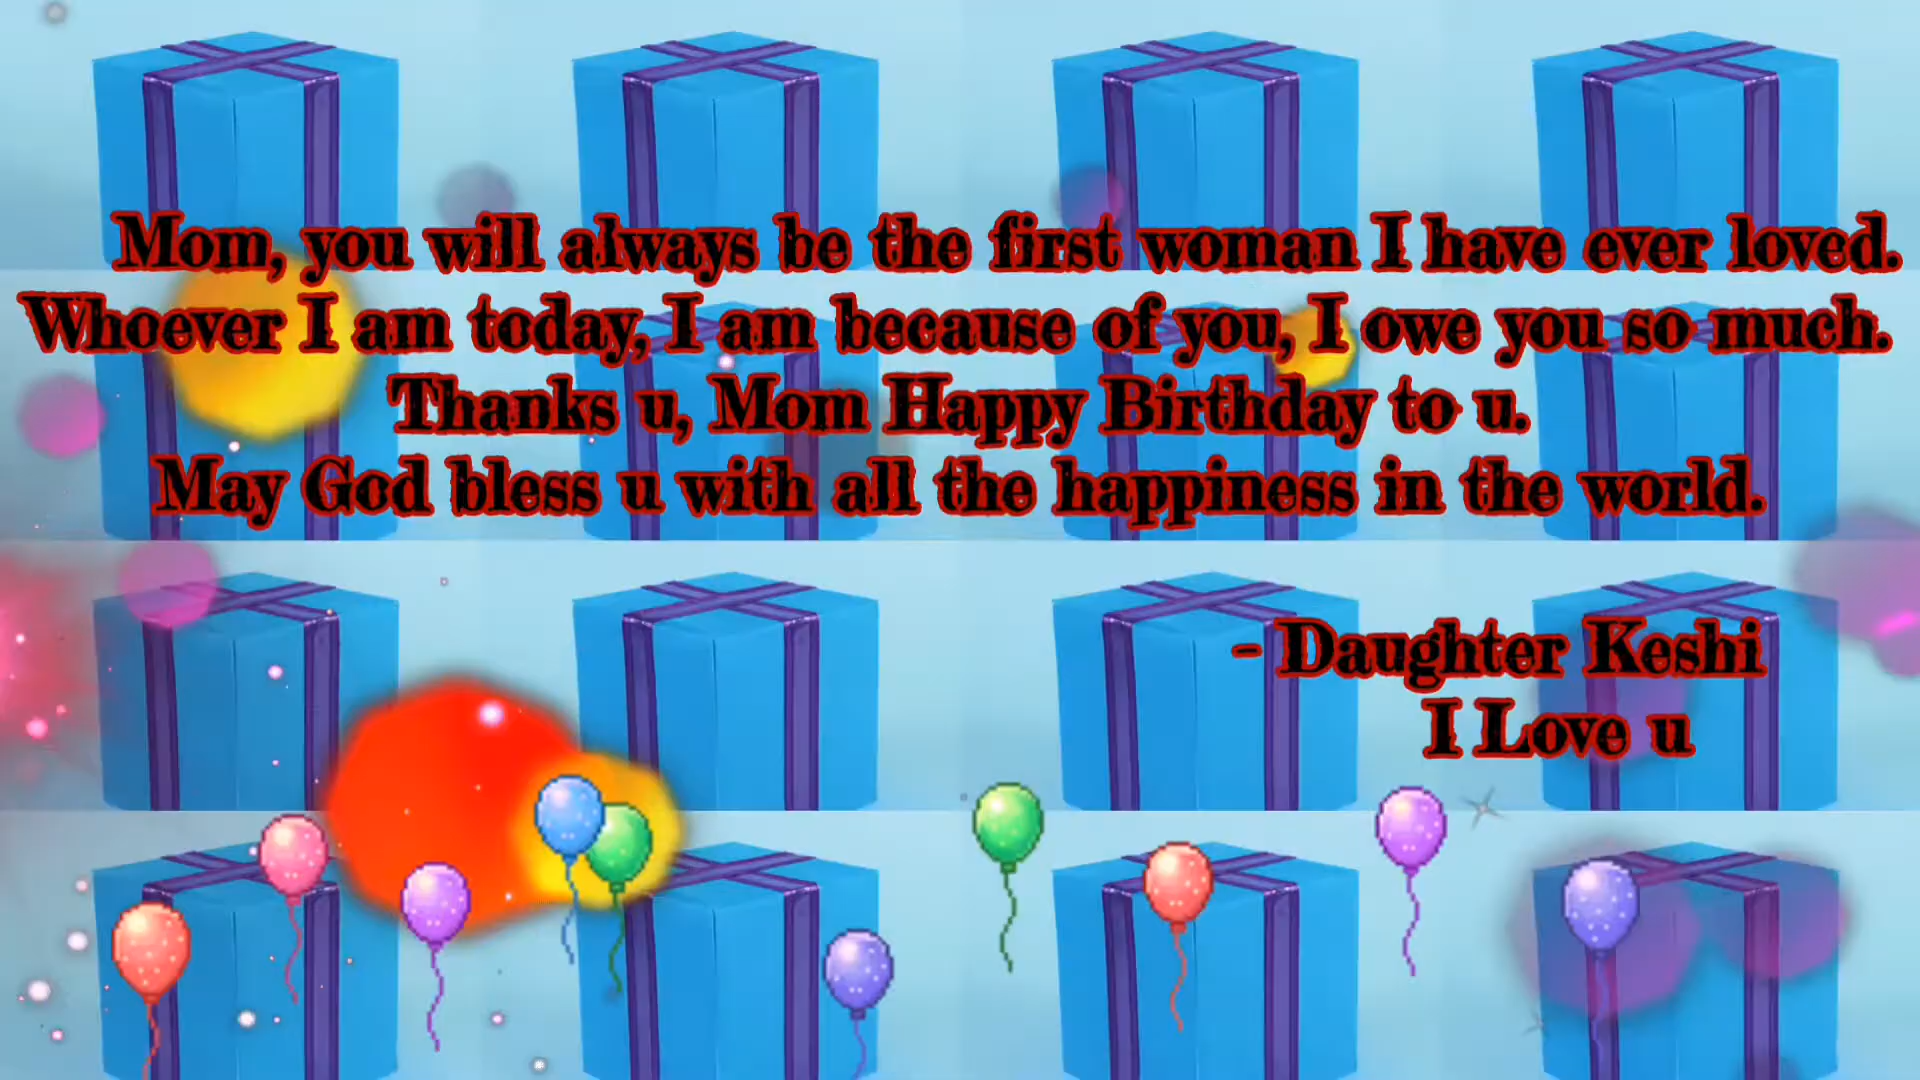 Mom, you will always be the first woman I have ever loved.
Whoever I am today, I am because of you, I owe you so much.
Thanks u, Mom Happy Birthday to u.
May God bless u with all the happiness in the world.
- Daughter Keshi
I Love u